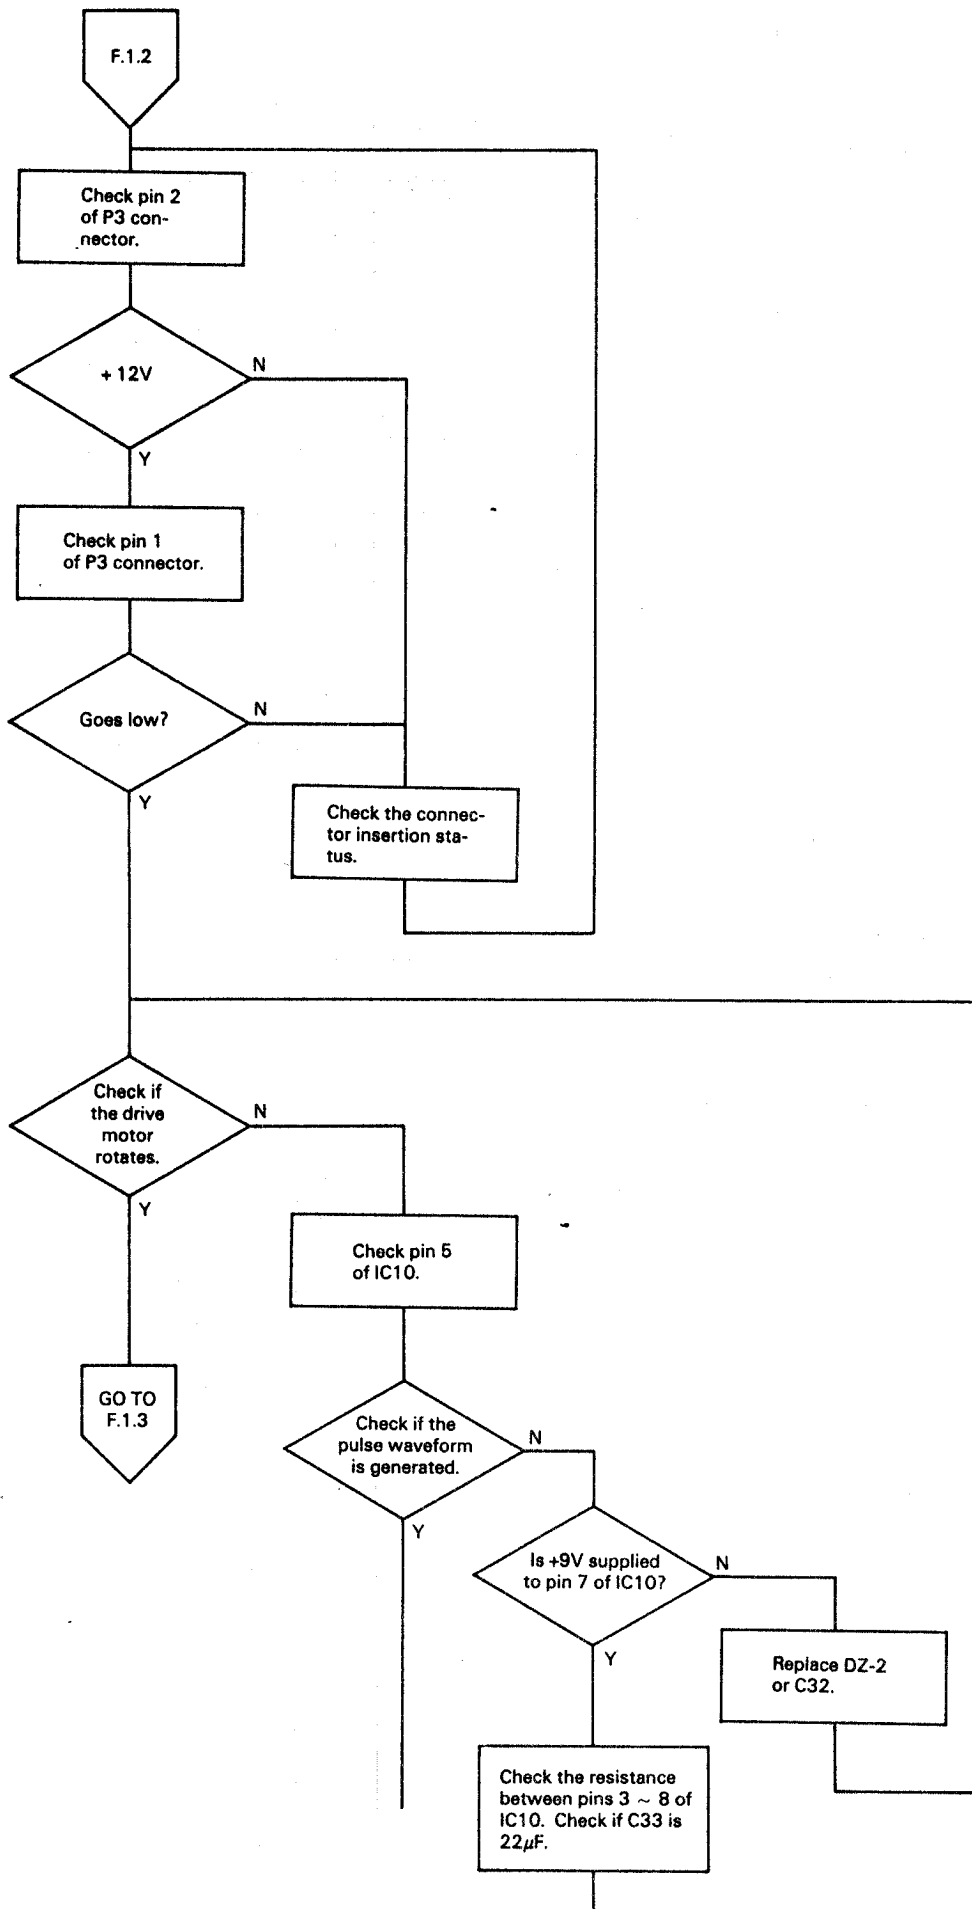 F.1.2
Check pin 2
of P3 con-
nector.
+ 12V
N
Y
Check pin 1
of P3 connector.
Goes low?
N
Y
Check the connec-
tor insertion sta-
tus.
Check if
the drive
motor
rotates.
N
Y
Check pin 5
of IC10.
GO TO
F.1.3
Check if the
pulse waveform
is generated.
N
Y
Is +9V supplied
to pin 7 of IC10?
N
Y
Replace DZ-2
or C32.
Check the resistance
between pins 3 ~ 8 of
IC10. Check if C33 is
22μF.